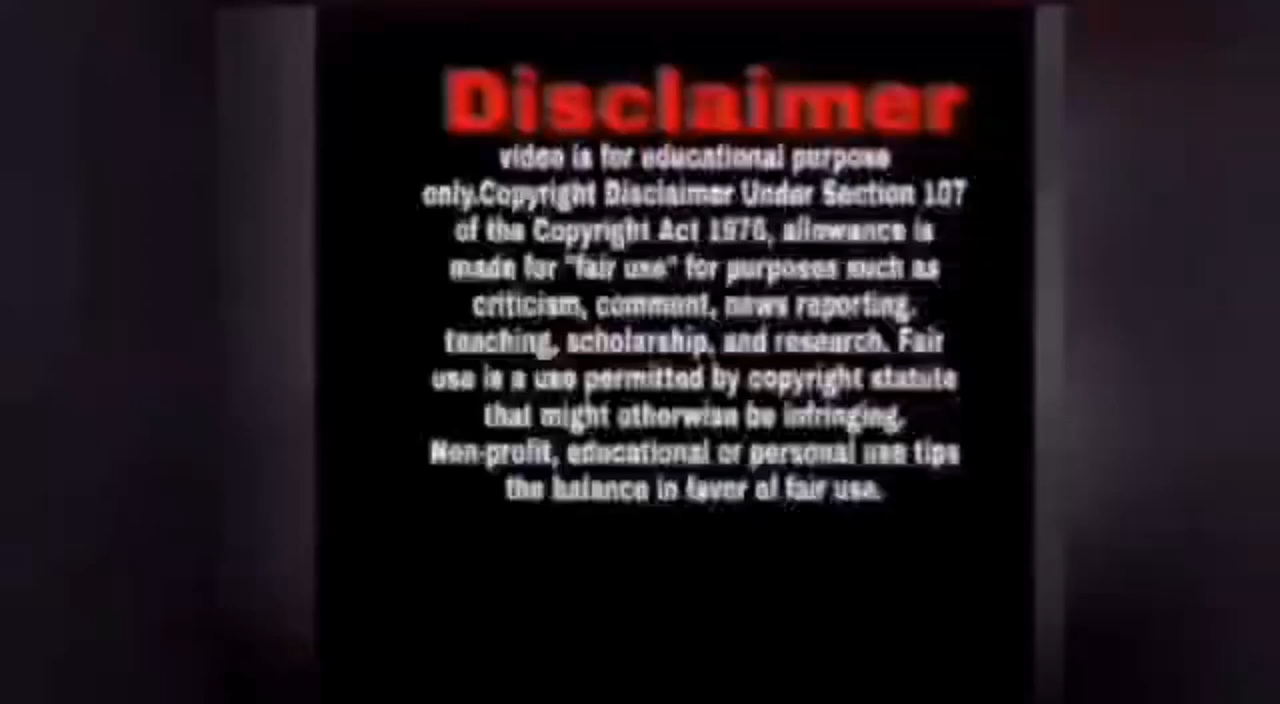 Disclaimer
video is for educational purpose
only.Copyright Disclaimer Under Section 107
of the Copyright Act 1976, allowance is
made for "fair use" for purposes such as
criticism, comment, news reporting,
teaching, scholarship, and research. Fair
use is a use permitted by copyright statute
that might otherwise be infringing.
Non-profit, educational or personal use tips
the balance in favor of fair use.